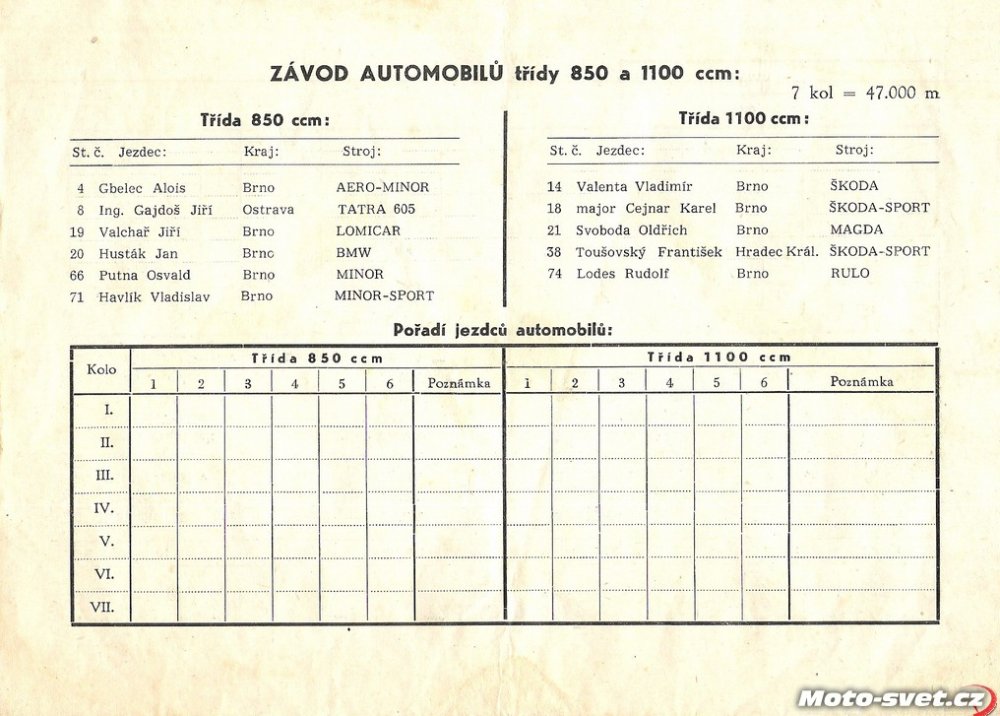 ZÁVOD AUTOMOBILŮ třídy 850 a 1100 ccm:
7 kol = 47.000 m
Třída 850 ccm:
St. č. Jezdec: Kraj: Stroj:
4 Gbelec Alois Brno AERO-MINOR
8 Ing. Gajdoš Jiří Ostrava TATRA 605
19 Valchař Jiří Brno LOMICAR
20 Husták Jan Brno BMW
66 Putna Osvald Brno MINOR
71 Havlík Vladislav Brno MINOR-SPORT
Třída 1100 ccm:
St. č. Jezdec: Kraj: Stroj:
14 Valenta Vladimír Brno ŠKODA
18 major Cejnar Karel Brno ŠKODA-SPORT
21 Svoboda Oldřich Brno MAGDA
38 Toušovský František Hradec Král. ŠKODA-SPORT
74 Lodes Rudolf Brno RULO
Pořadí jezdců automobilů:
Kolo Třída 850 ccm Třída 1100 ccm
1 2 3 4 5 6 Poznámka 1 2 3 4 5 6 Poznámka
I.
II.
III.
IV.
V.
VI.
VII.
Moto-svet.cz